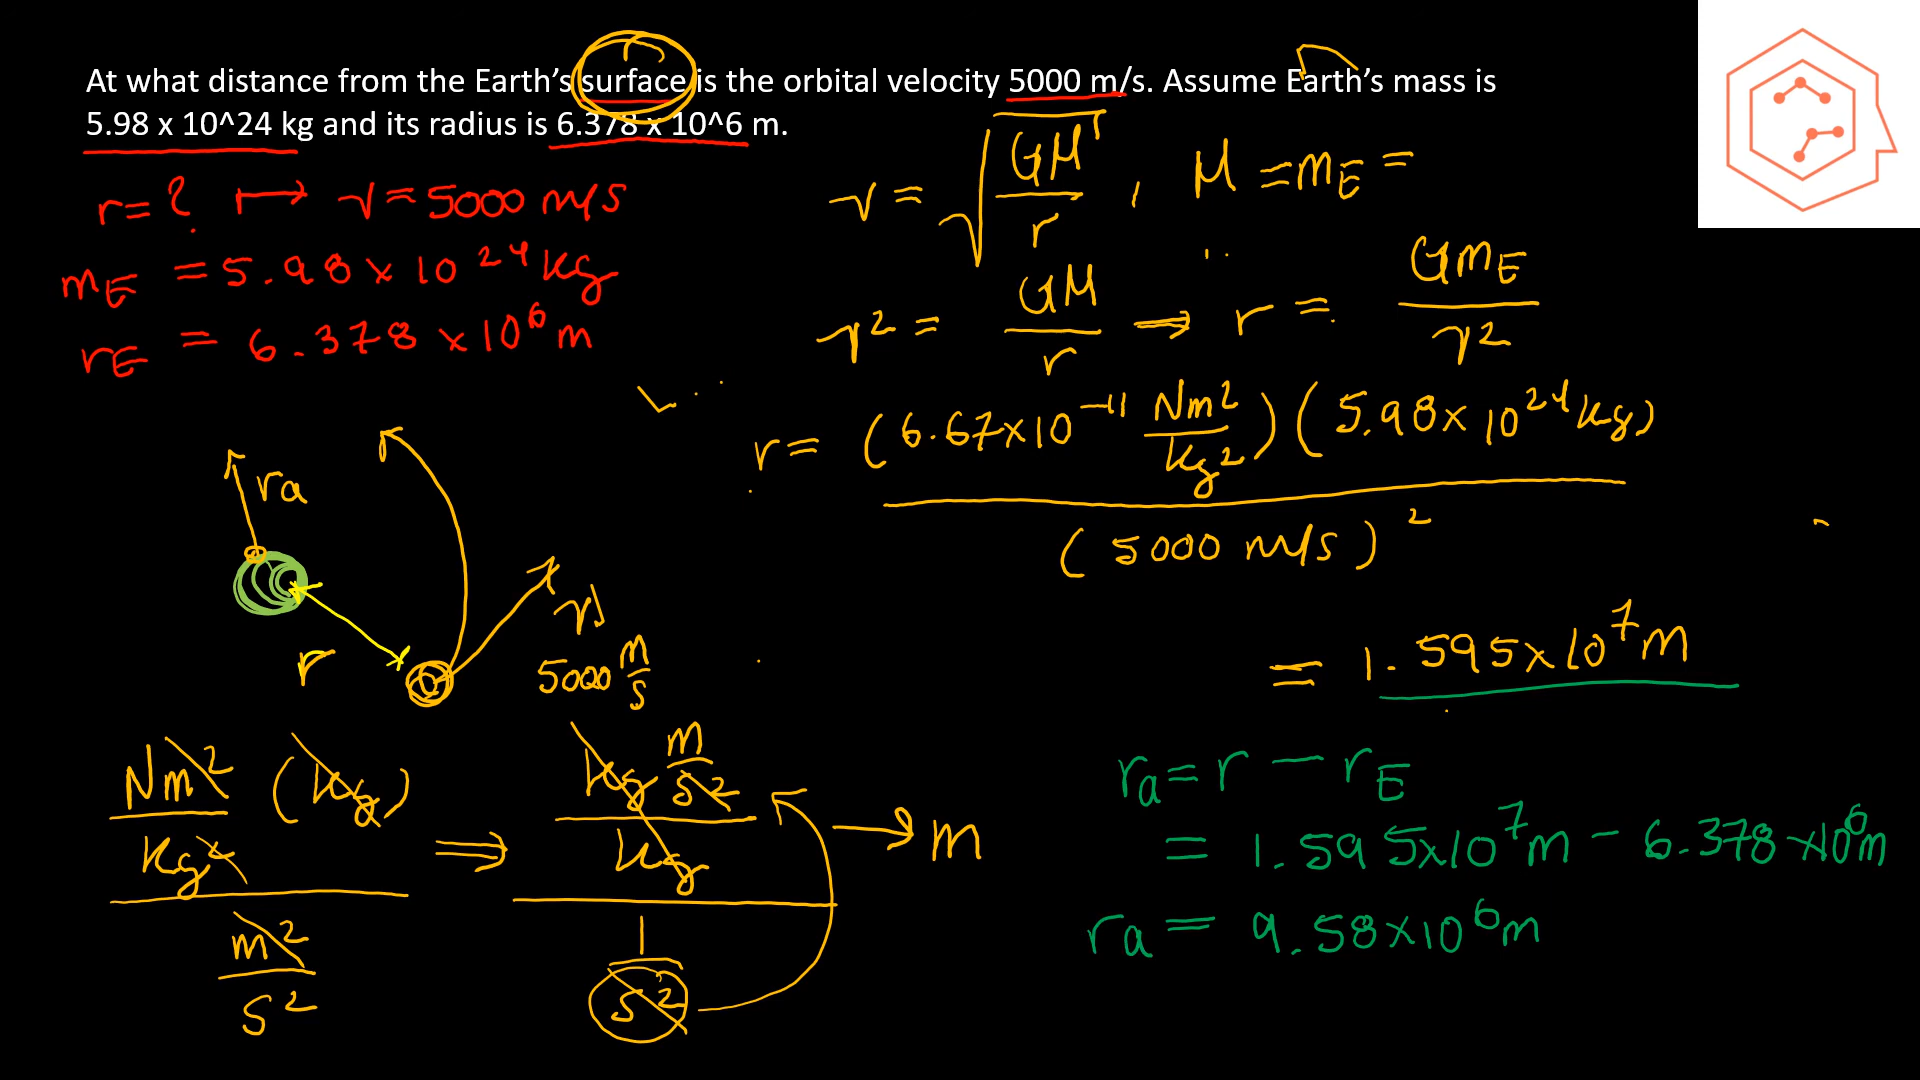 At what distance from the Earth's surface is the orbital velocity 5000 m/s. Assume Earth's mass is
5.98 x 10^24 kg and its radius is 6.378 x 10^6 m.
r = ? ↦ v = 5000 m/s
mE = 5.98 x 10^24 kg
rE = 6.378 x 10^6 m
v = √(GM/r) , M = mE =
v² = GM/r ⇒ r = GmE/v²
r = (6.67x10^-11 Nm²/kg²)(5.98x10^24 kg)
(5000 m/s)²
= 1.595x10^7 m
ra
r
v
5000 m/s
Nm²/kg² (kg)
m²/s²
⇒
kg m/s²
kg
1/s²
→ m
ra = r - rE
= 1.595x10^7 m - 6.378x10^6 m
ra = 9.58x10^6 m